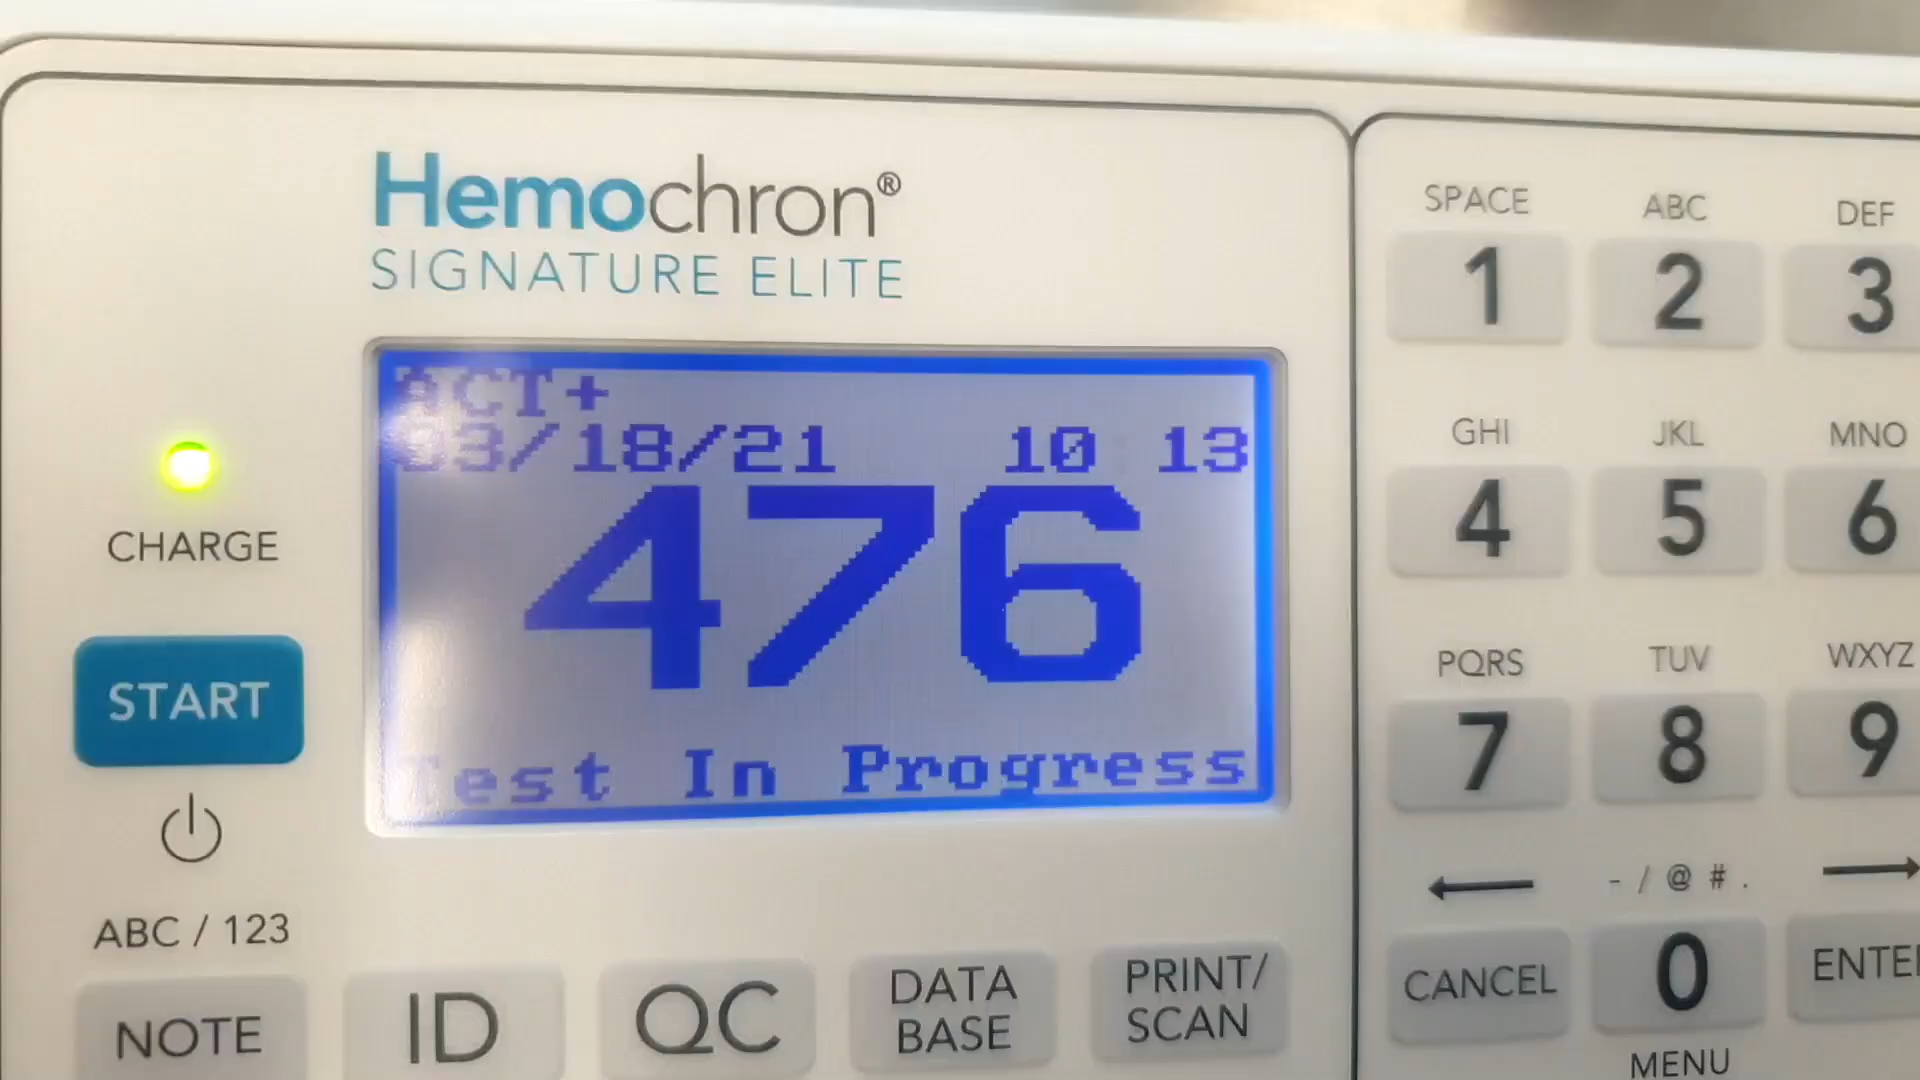 Hemochron®
SIGNATURE ELITE
ACT+
03/18/21 10 13
476
Test In Progress
CHARGE
START
ABC / 123
NOTE
ID
QC
DATA
BASE
PRINT/
SCAN
SPACE
1
ABC
2
DEF
3
GHI
4
JKL
5
MNO
6
PQRS
7
TUV
8
WXYZ
9
- / @ # .
CANCEL
0
MENU